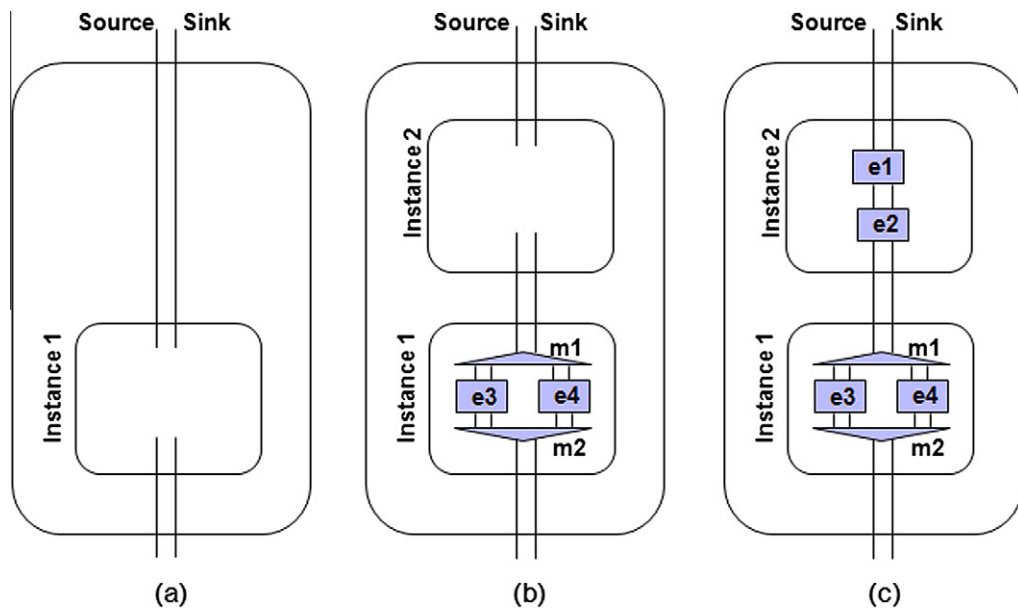 Source Sink
Instance 1
(a)
Source Sink
Instance 2
Instance 1
m1
e3 e4
m2
(b)
Source Sink
Instance 2
e1
e2
Instance 1
m1
e3 e4
m2
(c)